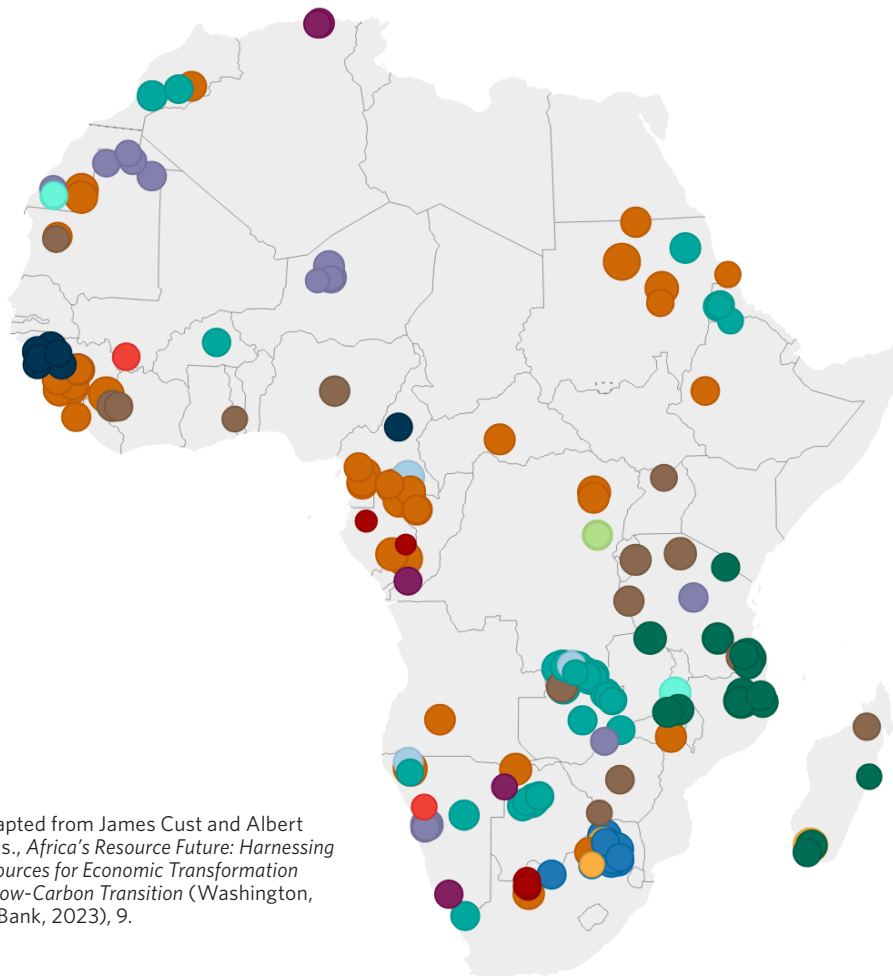 apted from James Cust and Albert
s., Africa's Resource Future: Harnessing
ources for Economic Transformation
ow-Carbon Transition (Washington,
Bank, 2023), 9.